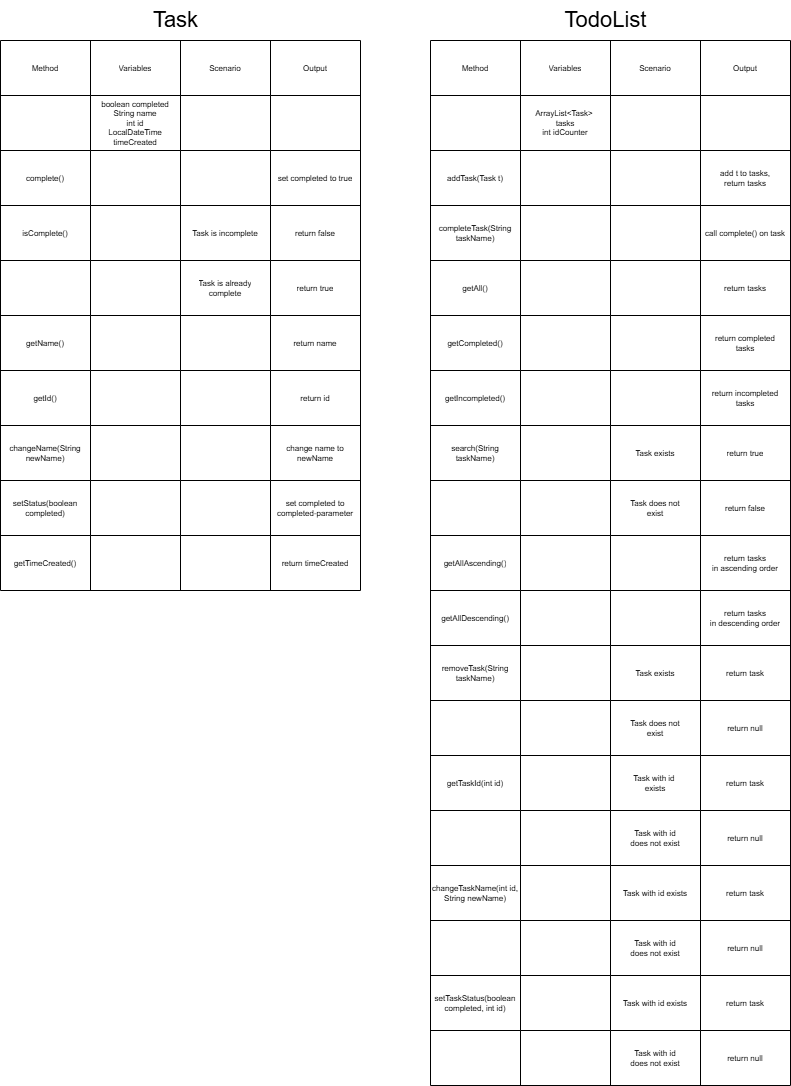 Task
Method
Variables
Scenario
Output
boolean completed
String name
int id
LocalDateTime
timeCreated
complete()
set completed to true
isComplete()
Task is incomplete
return false
Task is already
complete
return true
getName()
return name
getId()
return id
changeName(String
newName)
change name to
newName
setStatus(boolean
completed)
set completed to
completed-parameter
getTimeCreated()
return timeCreated
TodoList
Method
Variables
Scenario
Output
ArrayList<Task>
tasks
int idCounter
addTask(Task t)
add t to tasks,
return tasks
completeTask(String
taskName)
call complete() on task
getAll()
return tasks
getCompleted()
return completed
tasks
getIncompleted()
return incompleted
tasks
search(String
taskName)
Task exists
return true
Task does not
exist
return false
getAllAscending()
return tasks
in ascending order
getAllDescending()
return tasks
in descending order
removeTask(String
taskName)
Task exists
return task
Task does not
exist
return null
getTaskId(int id)
Task with id
exists
return task
Task with id
does not exist
return null
changeTaskName(int id,
String newName)
Task with id exists
return task
Task with id
does not exist
return null
setTaskStatus(boolean
completed, int id)
Task with id exists
return task
Task with id
does not exist
return null